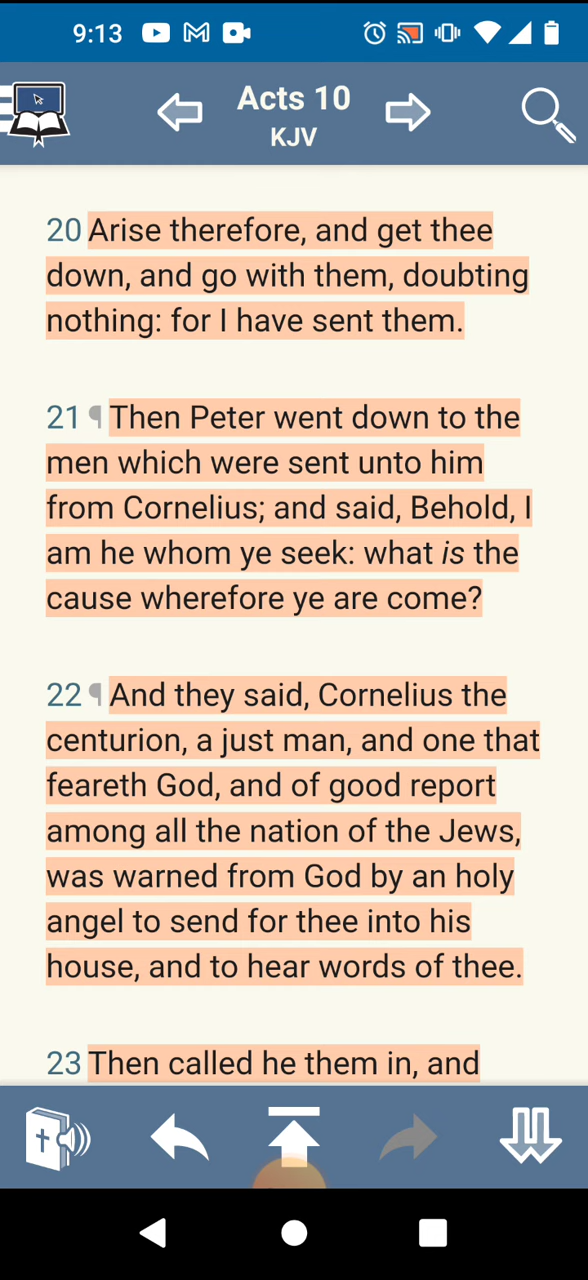 9:13
Acts 10
KJV
20 Arise therefore, and get thee
down, and go with them, doubting
nothing: for I have sent them.
21 ¶ Then Peter went down to the
men which were sent unto him
from Cornelius; and said, Behold, I
am he whom ye seek: what is the
cause wherefore ye are come?
22 ¶ And they said, Cornelius the
centurion, a just man, and one that
feareth God, and of good report
among all the nation of the Jews,
was warned from God by an holy
angel to send for thee into his
house, and to hear words of thee.
23 Then called he them in, and